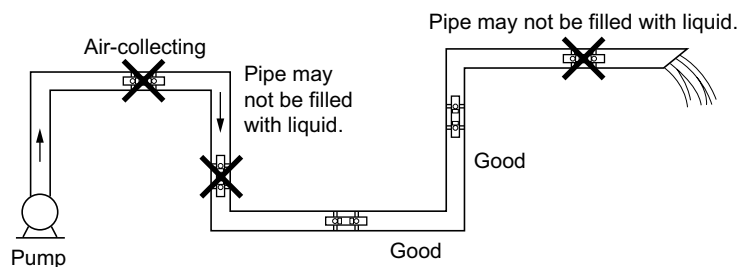 Pipe may not be filled with liquid.
Air-collecting
Pipe may
not be filled
with liquid.
Good
Good
Pump